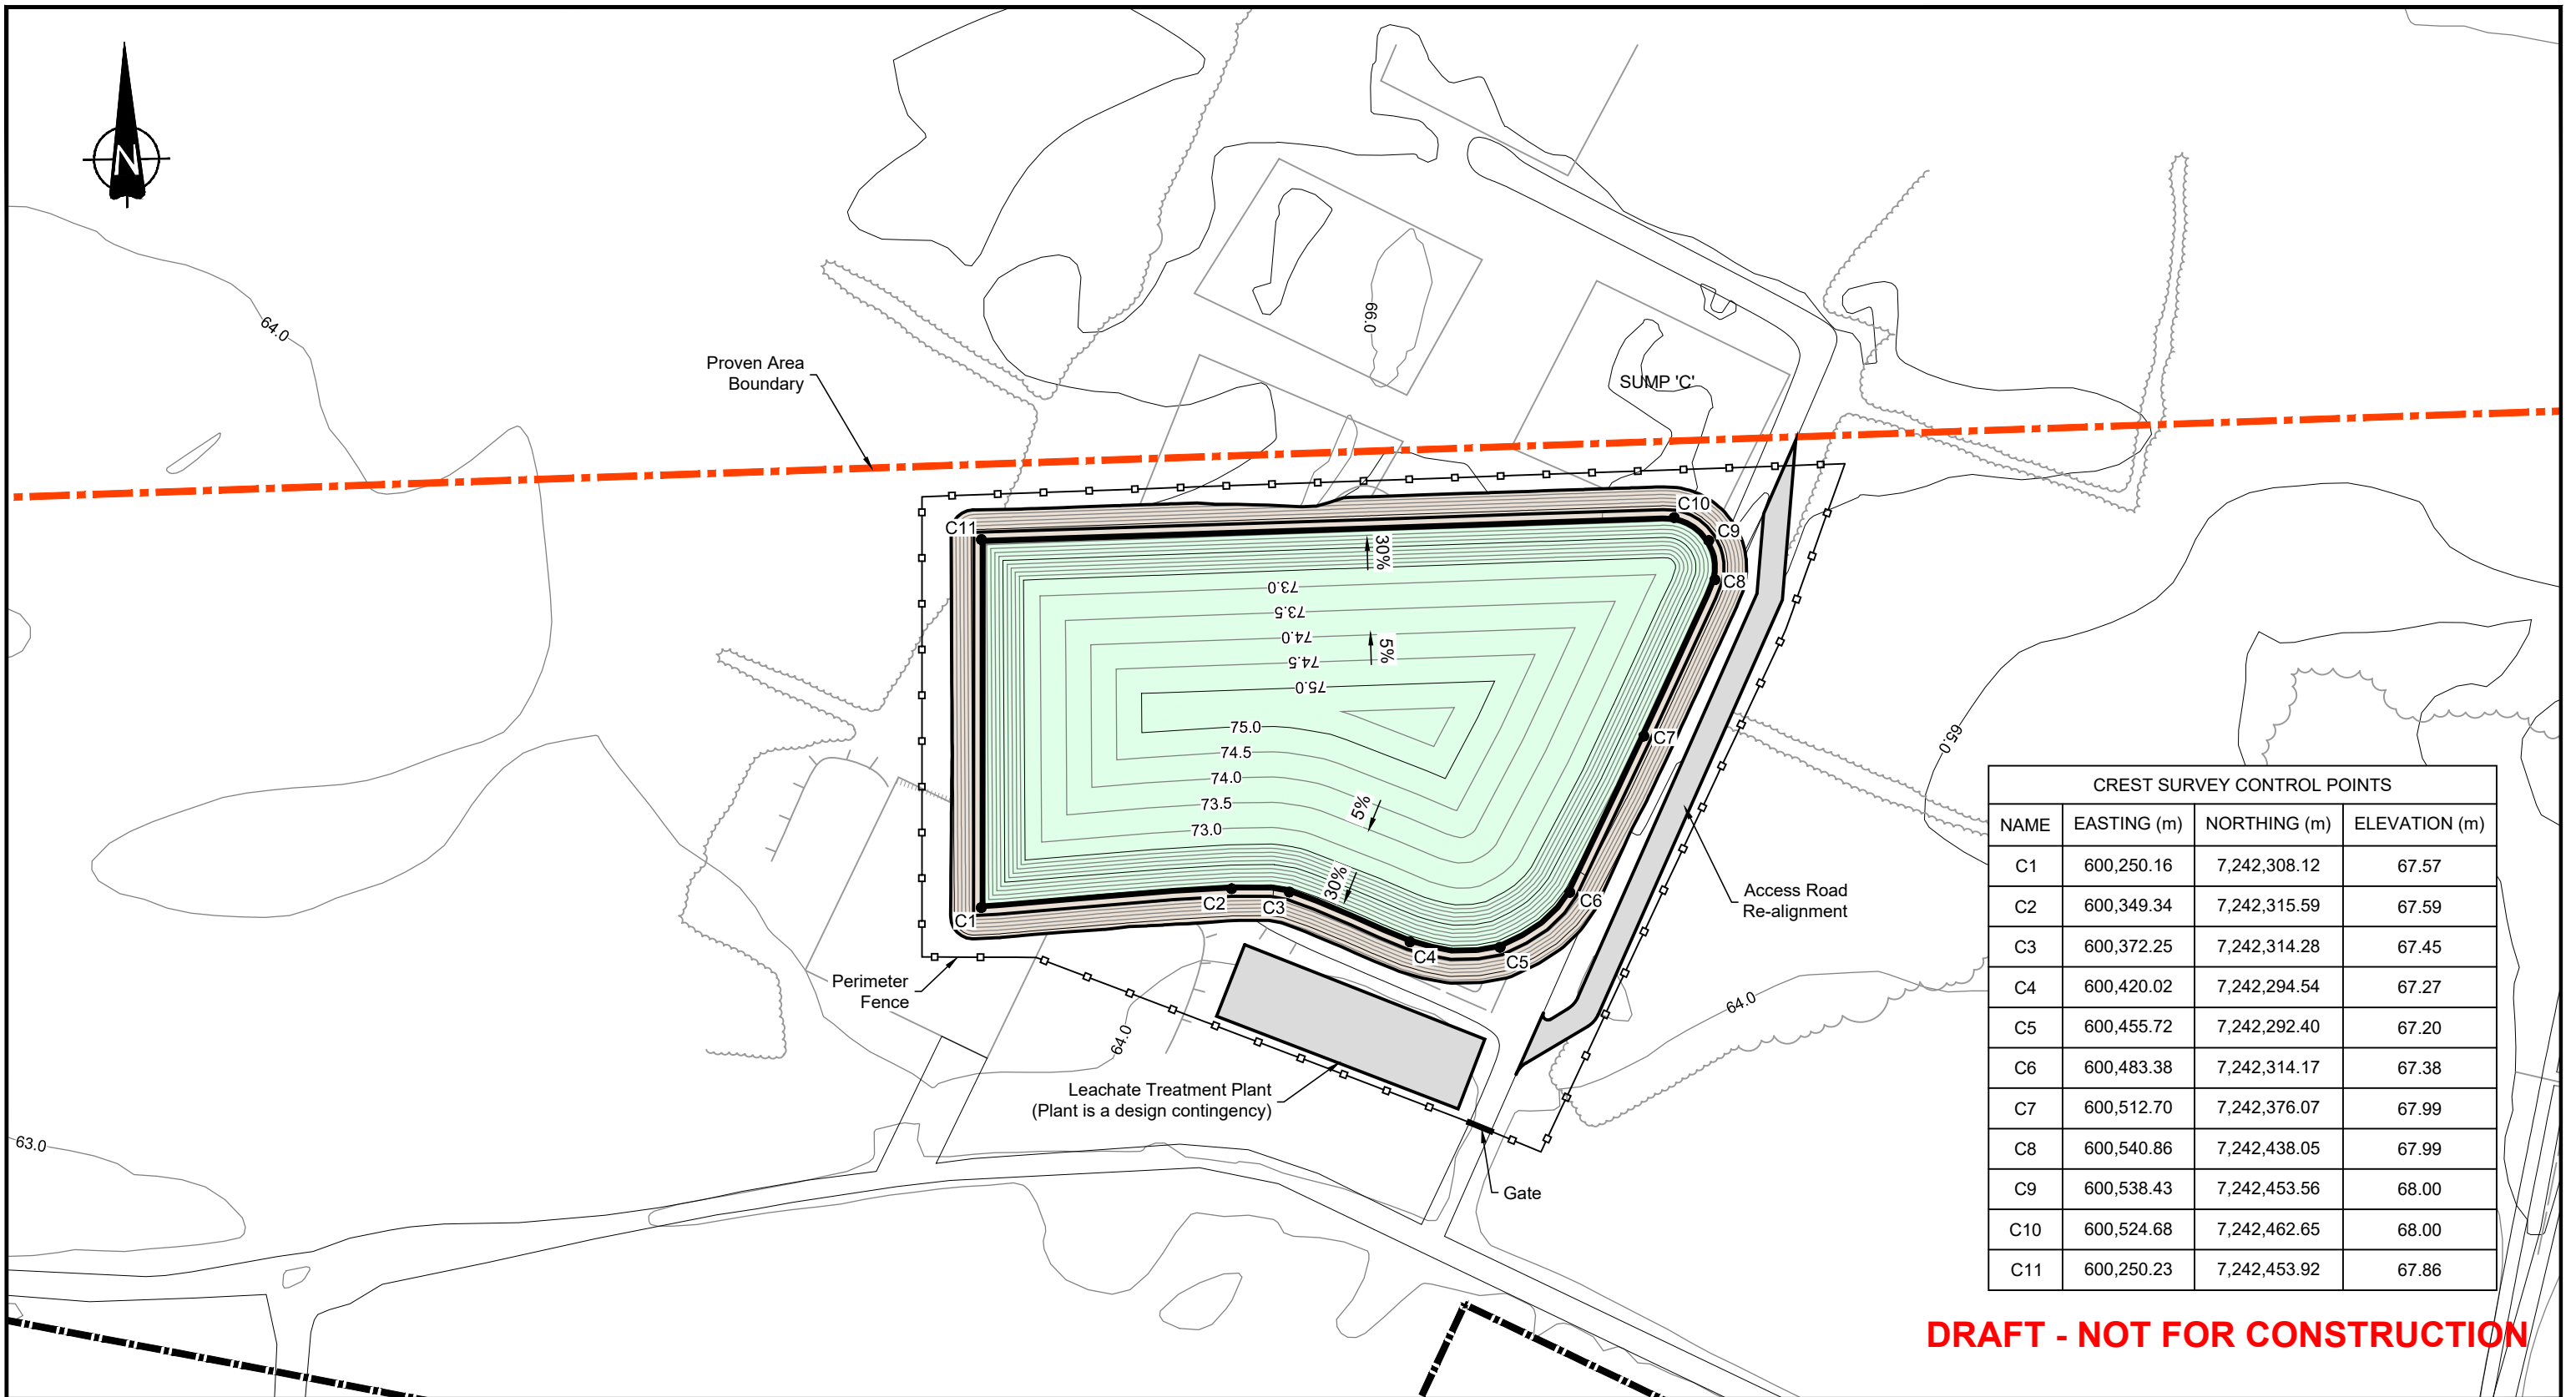 N
64.0
Proven Area
Boundary
66.0
SUMP 'C'
C10
C11
C9
30%
C8
73.0
73.5
74.0
5%
74.5
75.0
75.0
C7
74.5
65.0
74.0
73.5
5%
73.0
30%
C6
C2
C3
C1
C4
C5
Access Road
Re-alignment
Perimeter
Fence
64.0
64.0
Leachate Treatment Plant
(Plant is a design contingency)
63.0
Gate
CREST SURVEY CONTROL POINTS
NAME EASTING (m) NORTHING (m) ELEVATION (m)
C1 600,250.16 7,242,308.12 67.57
C2 600,349.34 7,242,315.59 67.59
C3 600,372.25 7,242,314.28 67.45
C4 600,420.02 7,242,294.54 67.27
C5 600,455.72 7,242,292.40 67.20
C6 600,483.38 7,242,314.17 67.38
C7 600,512.70 7,242,376.07 67.99
C8 600,540.86 7,242,438.05 67.99
C9 600,538.43 7,242,453.56 68.00
C10 600,524.68 7,242,462.65 68.00
C11 600,250.23 7,242,453.92 67.86
DRAFT - NOT FOR CONSTRUCTION